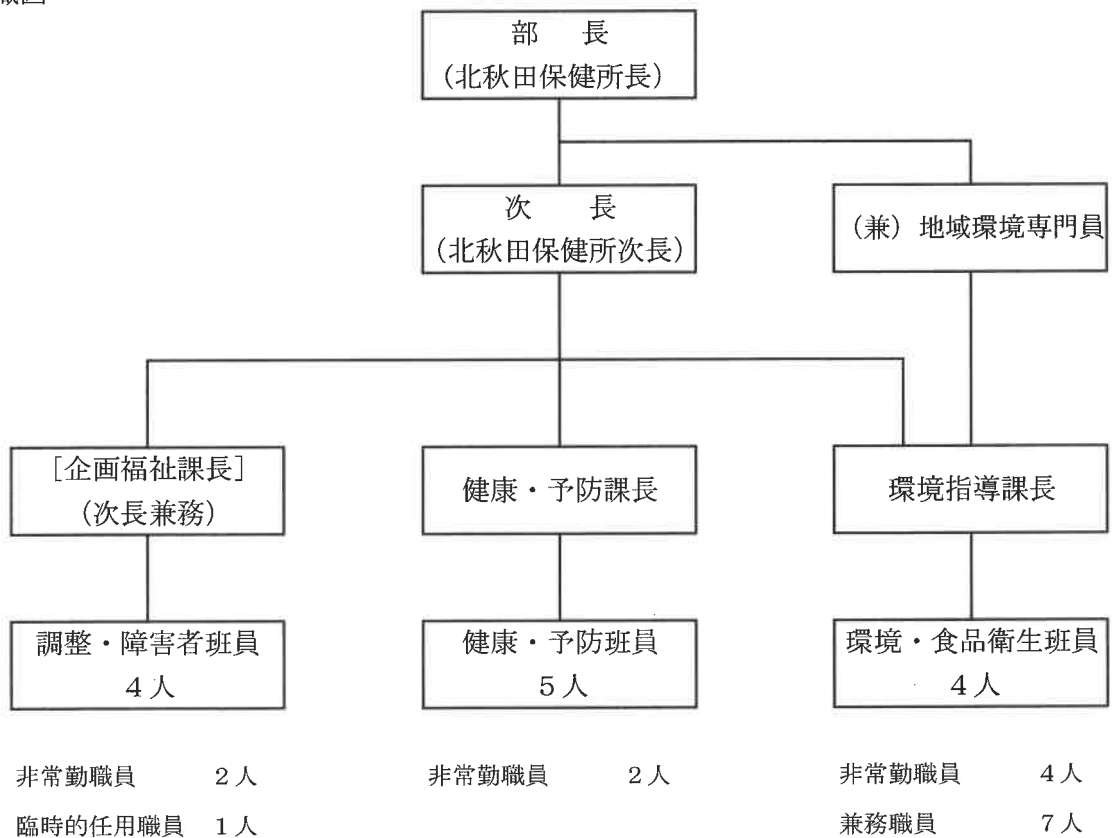 部　長
（北秋田保健所長）
次　長
（北秋田保健所次長）
（兼）地域環境専門員
［企画福祉課長］
（次長兼務）
健康・予防課長
環境指導課長
調整・障害者班員
４人
健康・予防班員
５人
環境・食品衛生班員
４人
非常勤職員　２人
臨時的任用職員　１人
非常勤職員　２人
非常勤職員　４人
兼務職員　７人